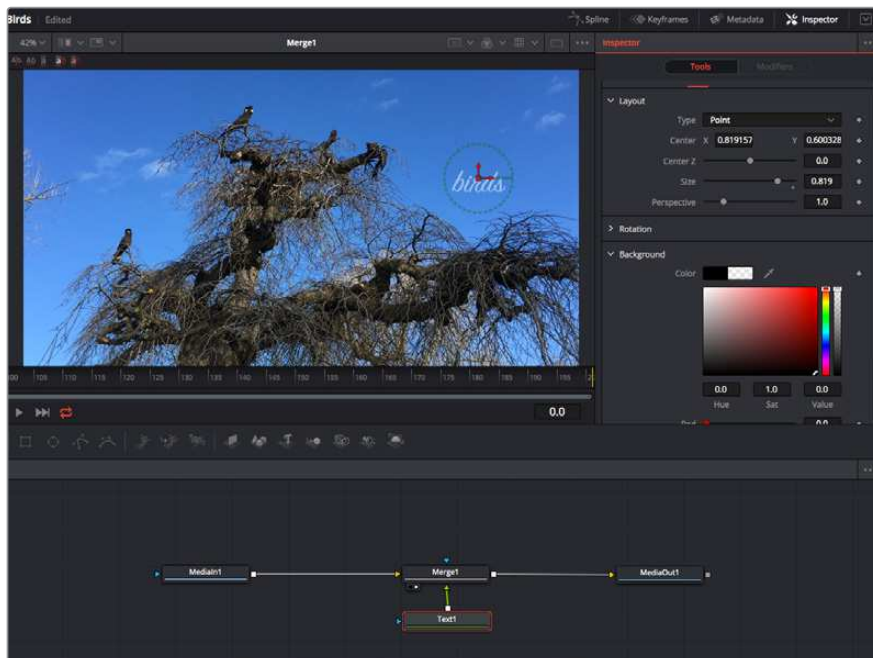 Birds Edited
Spline Keyframes Metadata Inspector
42% Merge1 Inspector
Tools Modifiers
Layout
Type Point
Center X 0.819157 Y 0.600328
Center Z 0.0
Size 0.819
Perspective 1.0
Rotation
Background
Color
birds
0.0 1.0 0.0
Hue Sat Value
105 110 115 120 125 130 135 140 145 150 155 160 165 170 175 180 185 190 195
0.0
MediaIn1 Merge1 MediaOut1
Text1